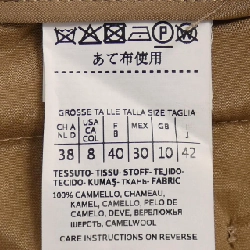 あて布使用
GROSSE TAILLE TALLA SIZE TAGLIA
CH A NL D USA CA COL F B MEX GB I J
38 8 40 30 10 42
TESSUTO-TISSU-STOFF-TEJIDO-
TECIDO-KUMAŞ-ТКАНЬ-FABRIC
100% CAMMELLO, CHAMEAU,
KAMEL, CAMELLO, PELO DE
CAMELO, DEVE, ВЕРБЛЮЖЬЯ
ШЕРСТЬ, CAMELWOOL
CARE INSTRUCTIONS ON REVERSE